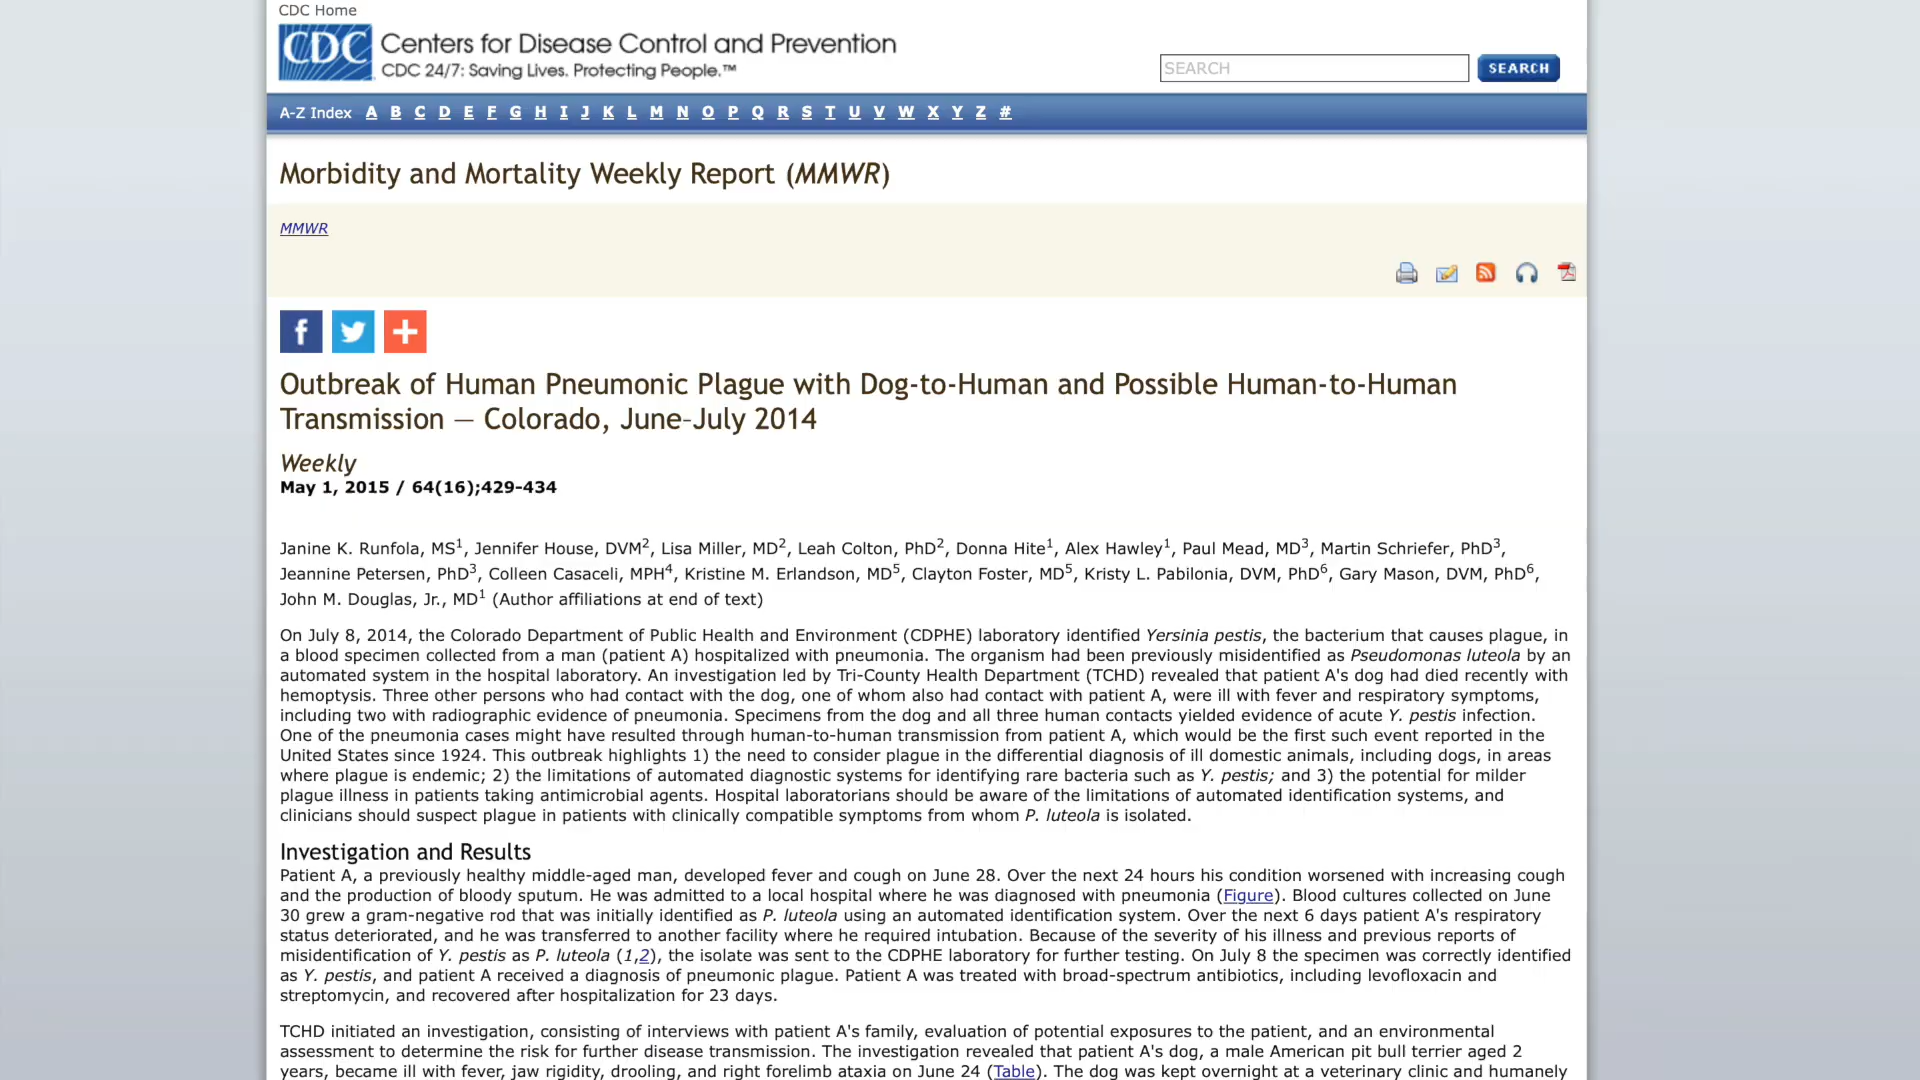 CDC Home
CDC Centers for Disease Control and Prevention
CDC 24/7: Saving Lives. Protecting People.™
SEARCH SEARCH
A-Z Index A B C D E F G H I J K L M N O P Q R S T U V W X Y Z #
Morbidity and Mortality Weekly Report (MMWR)
MMWR
Outbreak of Human Pneumonic Plague with Dog-to-Human and Possible Human-to-Human
Transmission — Colorado, June–July 2014
Weekly
May 1, 2015 / 64(16);429-434
Janine K. Runfola, MS1, Jennifer House, DVM2, Lisa Miller, MD2, Leah Colton, PhD2, Donna Hite1, Alex Hawley1, Paul Mead, MD3, Martin Schriefer, PhD3,
Jeannine Petersen, PhD3, Colleen Casaceli, MPH4, Kristine M. Erlandson, MD5, Clayton Foster, MD5, Kristy L. Pabilonia, DVM, PhD6, Gary Mason, DVM, PhD6,
John M. Douglas, Jr., MD1 (Author affiliations at end of text)
On July 8, 2014, the Colorado Department of Public Health and Environment (CDPHE) laboratory identified Yersinia pestis, the bacterium that causes plague, in
a blood specimen collected from a man (patient A) hospitalized with pneumonia. The organism had been previously misidentified as Pseudomonas luteola by an
automated system in the hospital laboratory. An investigation led by Tri-County Health Department (TCHD) revealed that patient A's dog had died recently with
hemoptysis. Three other persons who had contact with the dog, one of whom also had contact with patient A, were ill with fever and respiratory symptoms,
including two with radiographic evidence of pneumonia. Specimens from the dog and all three human contacts yielded evidence of acute Y. pestis infection.
One of the pneumonia cases might have resulted through human-to-human transmission from patient A, which would be the first such event reported in the
United States since 1924. This outbreak highlights 1) the need to consider plague in the differential diagnosis of ill domestic animals, including dogs, in areas
where plague is endemic; 2) the limitations of automated diagnostic systems for identifying rare bacteria such as Y. pestis; and 3) the potential for milder
plague illness in patients taking antimicrobial agents. Hospital laboratorians should be aware of the limitations of automated identification systems, and
clinicians should suspect plague in patients with clinically compatible symptoms from whom P. luteola is isolated.
Investigation and Results
Patient A, a previously healthy middle-aged man, developed fever and cough on June 28. Over the next 24 hours his condition worsened with increasing cough
and the production of bloody sputum. He was admitted to a local hospital where he was diagnosed with pneumonia (Figure). Blood cultures collected on June
30 grew a gram-negative rod that was initially identified as P. luteola using an automated identification system. Over the next 6 days patient A's respiratory
status deteriorated, and he was transferred to another facility where he required intubation. Because of the severity of his illness and previous reports of
misidentification of Y. pestis as P. luteola (1,2), the isolate was sent to the CDPHE laboratory for further testing. On July 8 the specimen was correctly identified
as Y. pestis, and patient A received a diagnosis of pneumonic plague. Patient A was treated with broad-spectrum antibiotics, including levofloxacin and
streptomycin, and recovered after hospitalization for 23 days.
TCHD initiated an investigation, consisting of interviews with patient A's family, evaluation of potential exposures to the patient, and an environmental
assessment to determine the risk for further disease transmission. The investigation revealed that patient A's dog, a male American pit bull terrier aged 2
years, became ill with fever, jaw rigidity, drooling, and right forelimb ataxia on June 24 (Table). The dog was kept overnight at a veterinary clinic and humanely